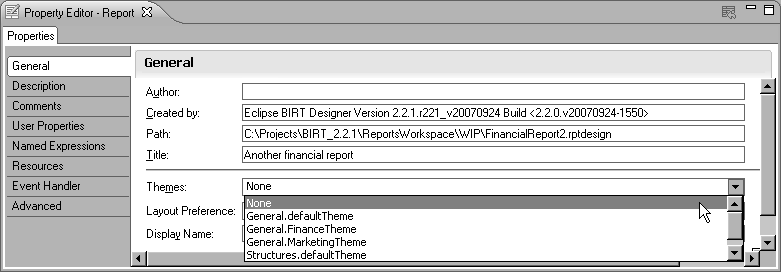 Property Editor - Report
Properties
General
Description
Comments
User Properties
Named Expressions
Resources
Event Handler
Advanced
General
Author:
Created by: Eclipse BIRT Designer Version 2.2.1.r221_v20070924 Build <2.2.0.v20070924-1550>
Path: C:\Projects\BIRT_2.2.1\ReportsWorkspace\WIP\FinancialReport2.rptdesign
Title: Another financial report
Themes: None
None
Layout Preference: General.defaultTheme
General.FinanceTheme
Display Name: General.MarketingTheme
Structures.defaultTheme